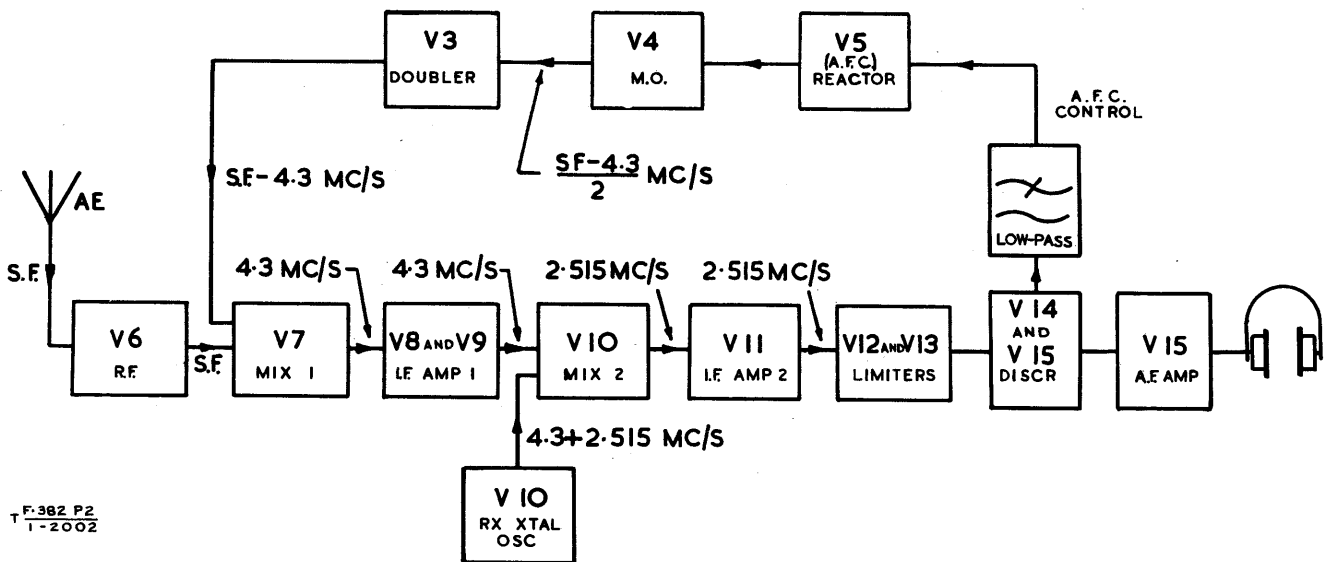 V3
DOUBLER
V4
M.O.
V5
(A.F.C.)
REACTOR
A.F.C.
CONTROL
S.F.-4.3 MC/S
SF-4·3
2
MC/S
AE
S.F.
LOW-PASS
4·3 MC/S
4·3 MC/S
2·515MC/S
2·515 MC/S
V6
R.F.
S.F.
V7
MIX 1
V8 AND V9
I.F. AMP 1
V10
MIX 2
V11
I.F. AMP 2
V12 AND V13
LIMITERS
V14
AND
V15
DISCR
V15
A.F. AMP
4·3+2·515 MC/S
V10
RX XTAL
OSC
T F·382 P2
1-2002